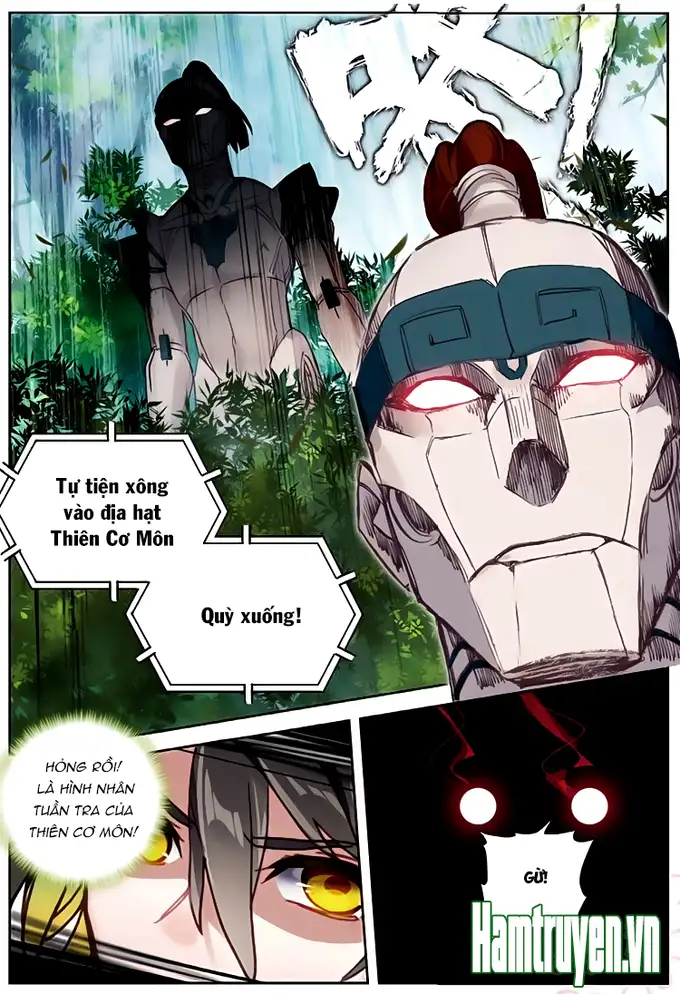 Tự tiện xông
vào địa hạt
Thiên Cơ Môn
Quỳ xuống!
HỎNG RỒI!
LÀ HÌNH NHÂN
TUẦN TRA CỦA
THIÊN CƠ MÔN!
GỪ!
Hamtruyen.vn